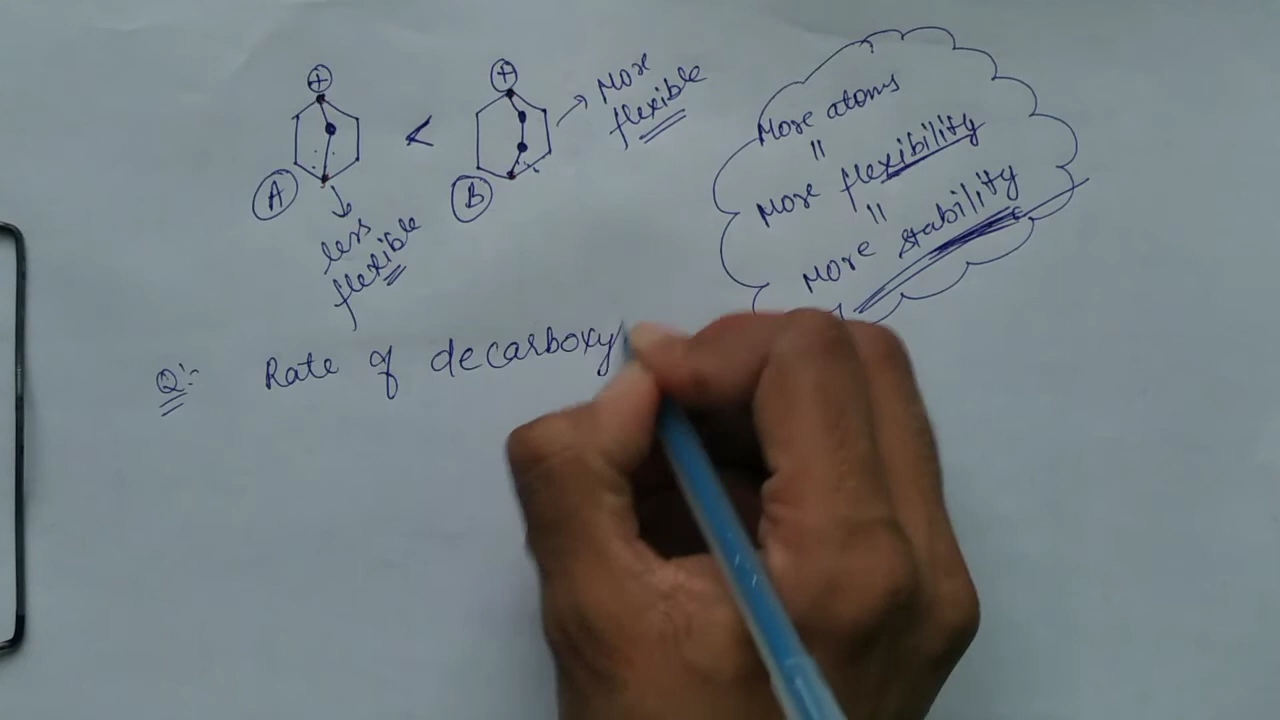 ⊕ ⊕
A < B
More
flexible
less
flexible
More atoms
"
More flexibility
"
More stability
Q:- Rate of decarboxy